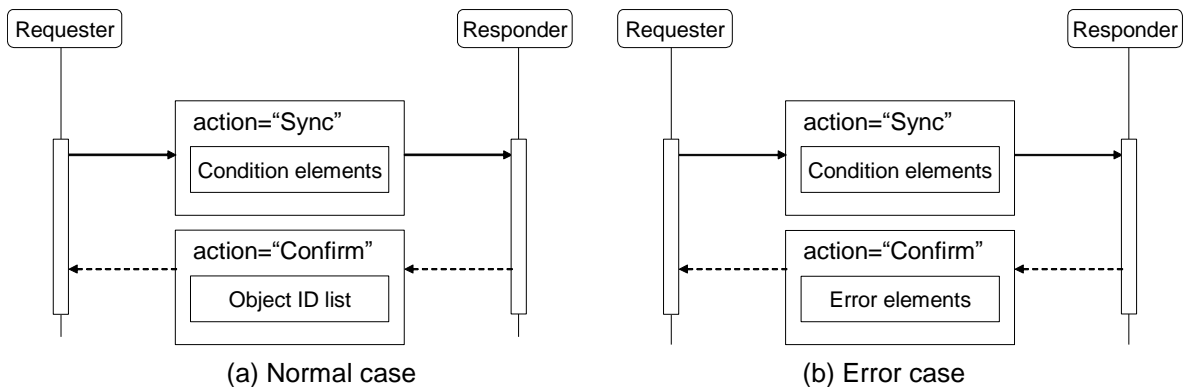 Requester
Responder
action=“Sync”
Condition elements
action=“Confirm”
Object ID list
(a) Normal case
Requester
Responder
action=“Sync”
Condition elements
action=“Confirm”
Error elements
(b) Error case